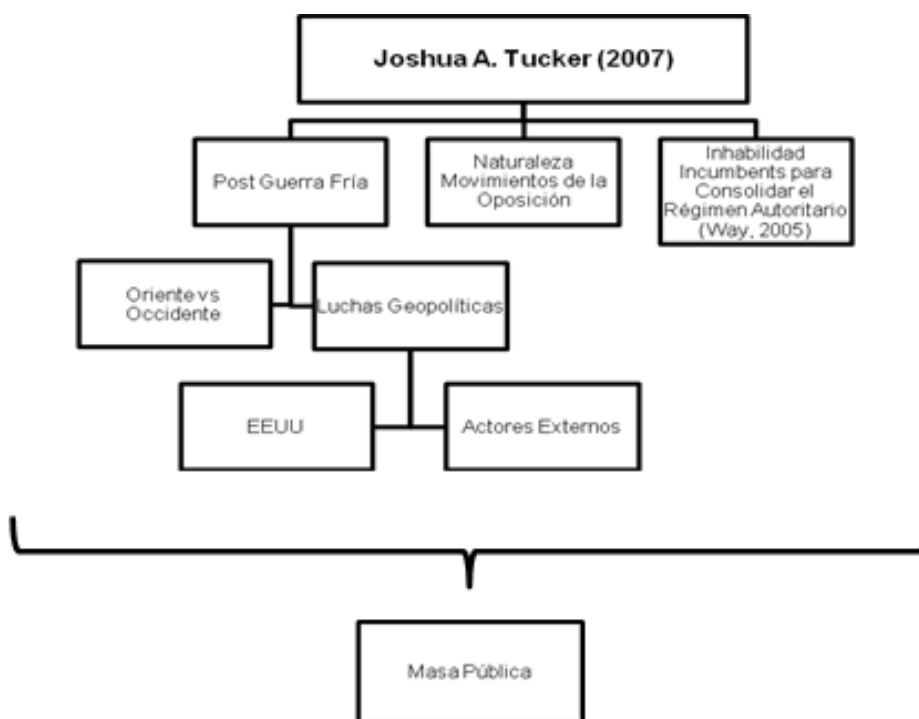 Joshua A. Tucker (2007)
Post Guerra Fría
Naturaleza
Movimientos de la
Oposición
Inhabilidad
Incumbents para
Consolidar el
Régimen Autoritario
(Way, 2005)
Oriente vs
Occidente
Luchas Geopolíticas
EEUU
Actores Externos
Masa Pública